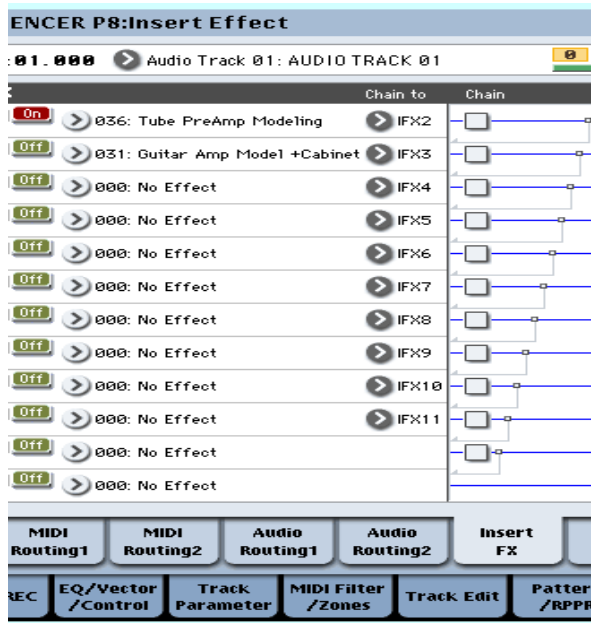 ENCER P8:Insert Effect
:01.000 Audio Track 01: AUDIO TRACK 01 0
Chain to Chain
On 036: Tube PreAmp Modeling IFX2
Off 031: Guitar Amp Model +Cabinet IFX3
Off 000: No Effect IFX4
Off 000: No Effect IFX5
Off 000: No Effect IFX6
Off 000: No Effect IFX7
Off 000: No Effect IFX8
Off 000: No Effect IFX9
Off 000: No Effect IFX10
Off 000: No Effect IFX11
Off 000: No Effect
Off 000: No Effect
MIDI MIDI Audio Audio Insert
Routing1 Routing2 Routing1 Routing2 FX
REC EQ/Vector Track MIDI Filter Track Edit Patter
/Control Parameter /Zones /RPPR